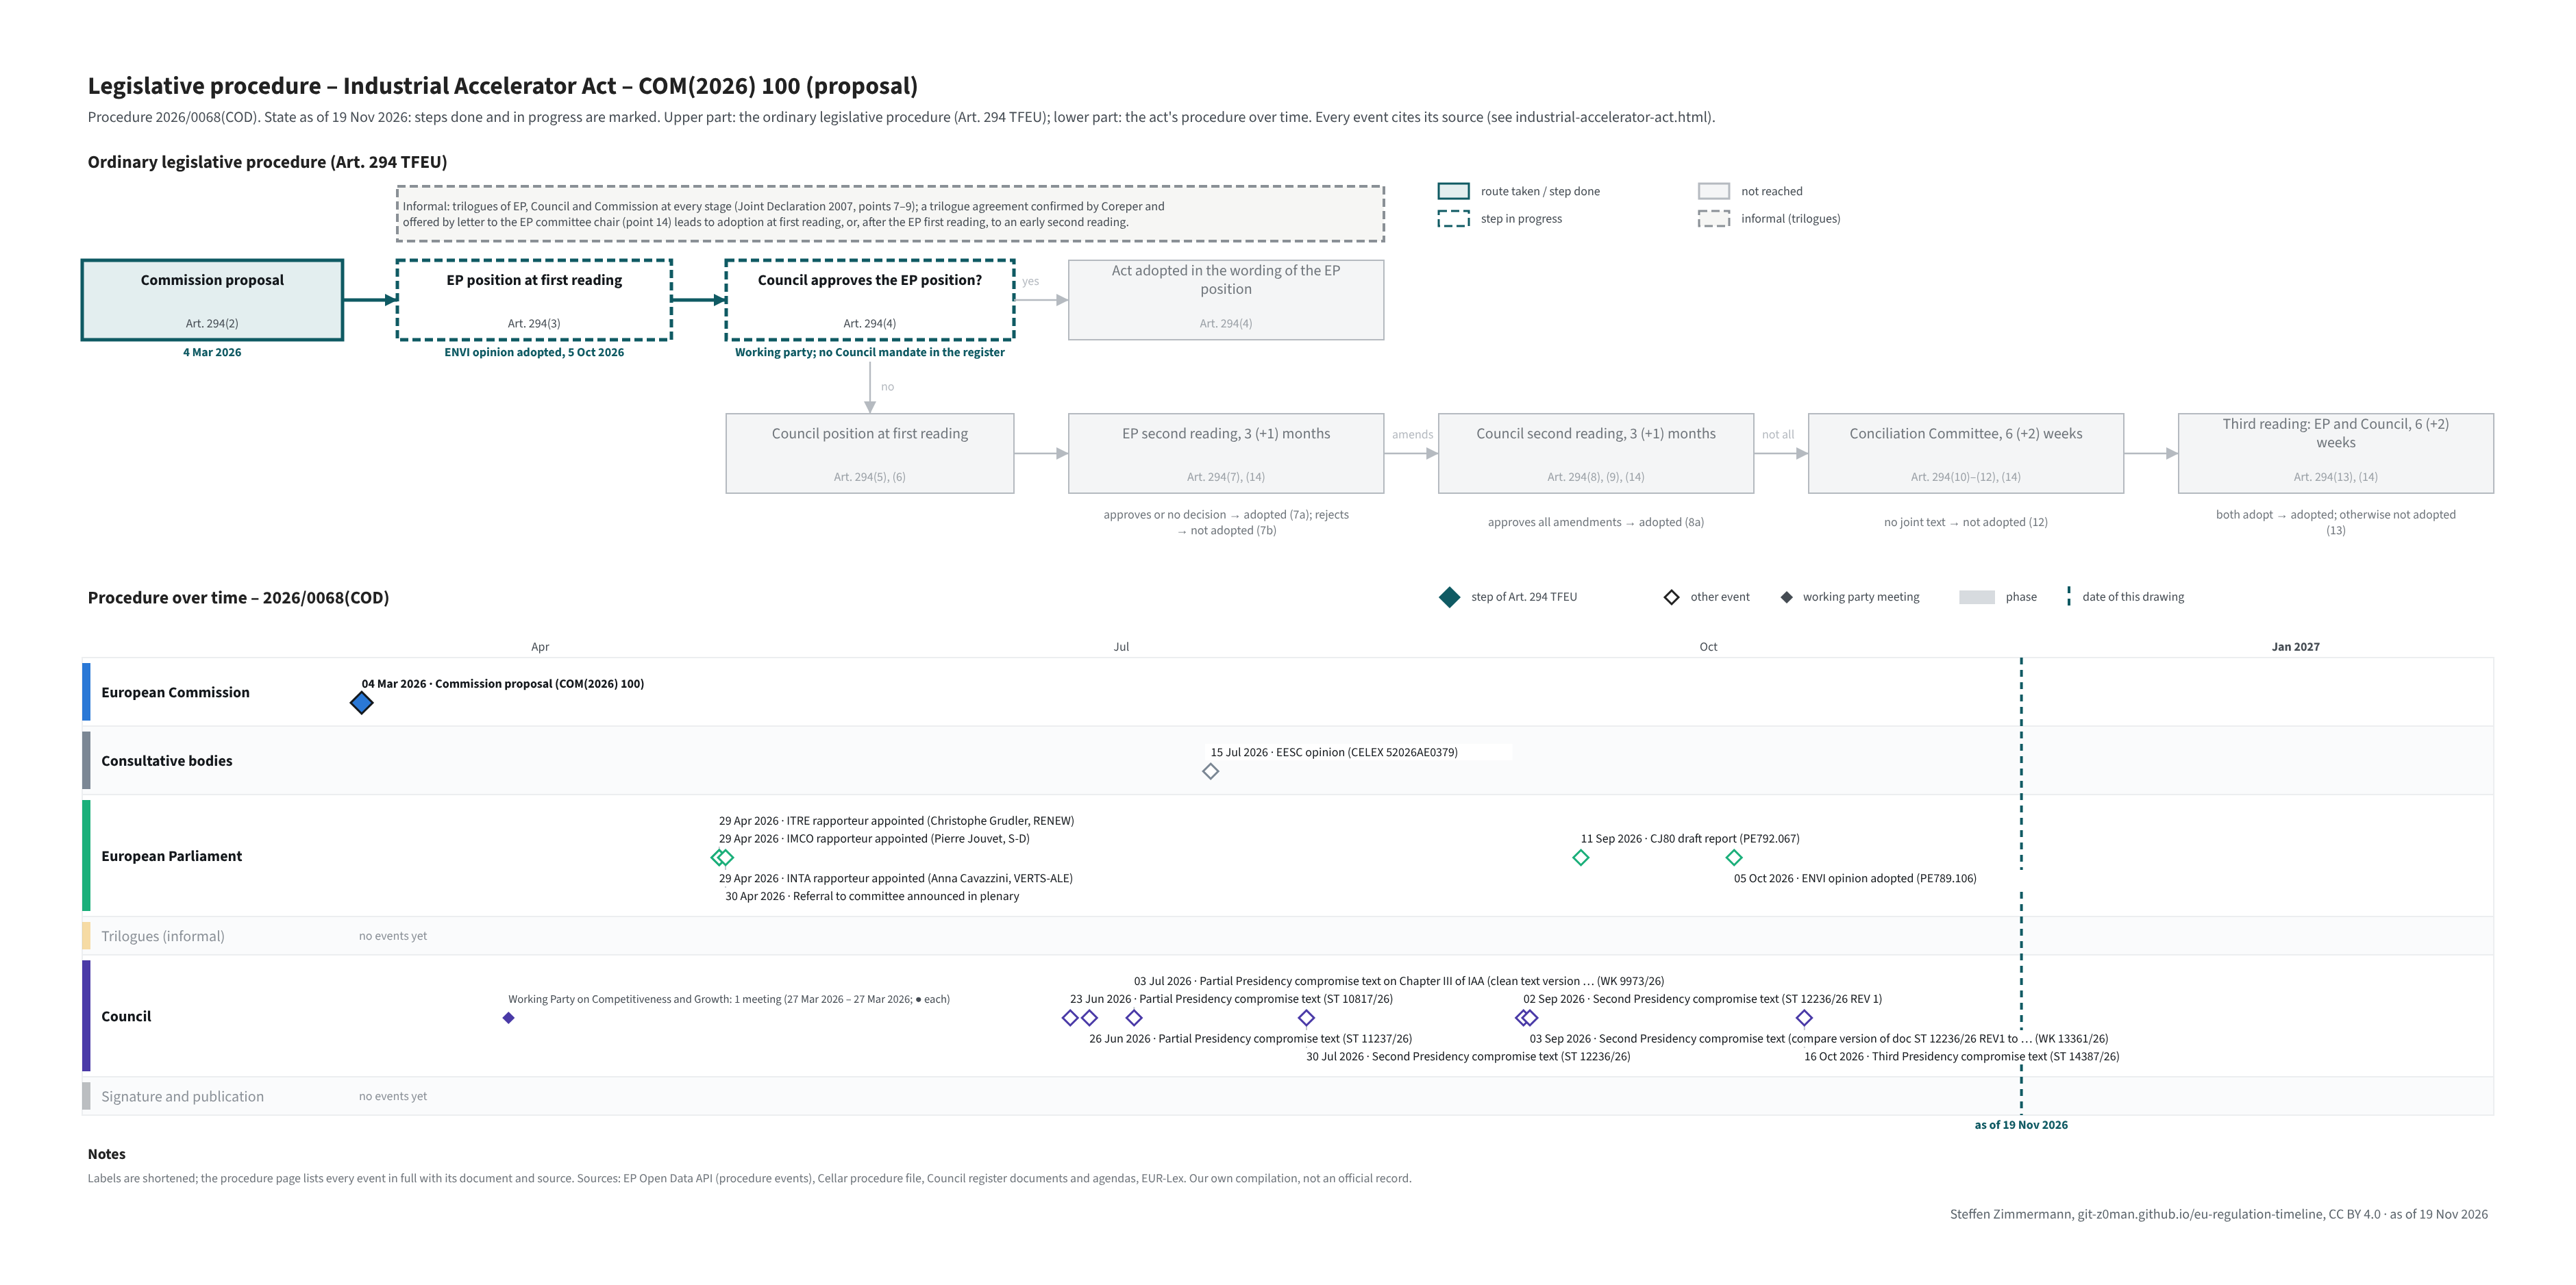 Legislative procedure – Industrial Accelerator Act – COM(2026) 100 (proposal)
Procedure 2026/0068(COD). State as of 19 Nov 2026: steps done and in progress are marked. Upper part: the ordinary legislative procedure (Art. 294 TFEU); lower part: the act's procedure over time. Every event cites its source (see industrial-accelerator-act.html).
Ordinary legislative procedure (Art. 294 TFEU)
Informal: trilogues of EP, Council and Commission at every stage (Joint Declaration 2007, points 7–9); a trilogue agreement confirmed by Coreper and
offered by letter to the EP committee chair (point 14) leads to adoption at first reading, or, after the EP first reading, to an early second reading.
route taken / step done
not reached
step in progress
informal (trilogues)
Commission proposal
Art. 294(2)
4 Mar 2026
EP position at first reading
Art. 294(3)
ENVI opinion adopted, 5 Oct 2026
Council approves the EP position?
Art. 294(4)
Working party; no Council mandate in the register
yes
Act adopted in the wording of the EP
position
Art. 294(4)
no
Council position at first reading
Art. 294(5), (6)
EP second reading, 3 (+1) months
Art. 294(7), (14)
approves or no decision → adopted (7a); rejects
→ not adopted (7b)
amends
Council second reading, 3 (+1) months
Art. 294(8), (9), (14)
approves all amendments → adopted (8a)
not all
Conciliation Committee, 6 (+2) weeks
Art. 294(10)–(12), (14)
no joint text → not adopted (12)
Third reading: EP and Council, 6 (+2)
weeks
Art. 294(13), (14)
both adopt → adopted; otherwise not adopted
(13)
Procedure over time – 2026/0068(COD)
step of Art. 294 TFEU
other event
working party meeting
phase
date of this drawing
Apr
Jul
Oct
Jan 2027
European Commission
04 Mar 2026 · Commission proposal (COM(2026) 100)
Consultative bodies
15 Jul 2026 · EESC opinion (CELEX 52026AE0379)
European Parliament
29 Apr 2026 · ITRE rapporteur appointed (Christophe Grudler, RENEW)
29 Apr 2026 · IMCO rapporteur appointed (Pierre Jouvet, S-D)
29 Apr 2026 · INTA rapporteur appointed (Anna Cavazzini, VERTS-ALE)
30 Apr 2026 · Referral to committee announced in plenary
11 Sep 2026 · CJ80 draft report (PE792.067)
05 Oct 2026 · ENVI opinion adopted (PE789.106)
Trilogues (informal)
no events yet
Council
Working Party on Competitiveness and Growth: 1 meeting (27 Mar 2026 – 27 Mar 2026; ● each)
03 Jul 2026 · Partial Presidency compromise text on Chapter III of IAA (clean text version … (WK 9973/26)
23 Jun 2026 · Partial Presidency compromise text (ST 10817/26)
02 Sep 2026 · Second Presidency compromise text (ST 12236/26 REV 1)
26 Jun 2026 · Partial Presidency compromise text (ST 11237/26)
03 Sep 2026 · Second Presidency compromise text (compare version of doc ST 12236/26 REV1 to … (WK 13361/26)
30 Jul 2026 · Second Presidency compromise text (ST 12236/26)
16 Oct 2026 · Third Presidency compromise text (ST 14387/26)
Signature and publication
no events yet
as of 19 Nov 2026
Notes
Labels are shortened; the procedure page lists every event in full with its document and source. Sources: EP Open Data API (procedure events), Cellar procedure file, Council register documents and agendas, EUR-Lex. Our own compilation, not an official record.
Steffen Zimmermann, git-z0man.github.io/eu-regulation-timeline, CC BY 4.0 · as of 19 Nov 2026